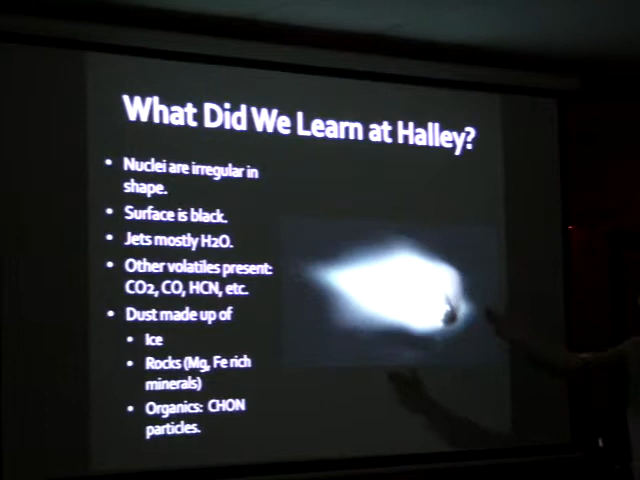 What Did We Learn at Halley?
• Nuclei are irregular in
shape.
• Surface is black.
• Jets mostly H2O.
• Other volatiles present:
CO2, CO, HCN, etc.
• Dust made up of
• Ice
• Rocks (Mg, Fe rich
minerals)
• Organics: CHON
particles.